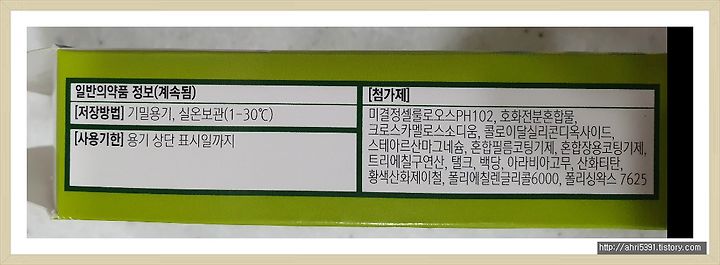 일반의약품 정보(계속됨)
[저장방법] 기밀용기, 실온보관(1-30℃)
[사용기한] 용기 상단 표시일까지
[첨가제]
미결정셀룰로오스PH102, 호화전분혼합물,
크로스카멜로스소디움, 콜로이달실리콘디옥사이드,
스테아르산마그네슘, 혼합필름코팅기제, 혼합장용코팅기제,
트리에칠구연산, 탤크, 백당, 아라비아고무, 산화티탄,
황색산화제이철, 폴리에칠렌글리콜6000, 폴리싱왁스 7625
http://ahri5391.tistory.com